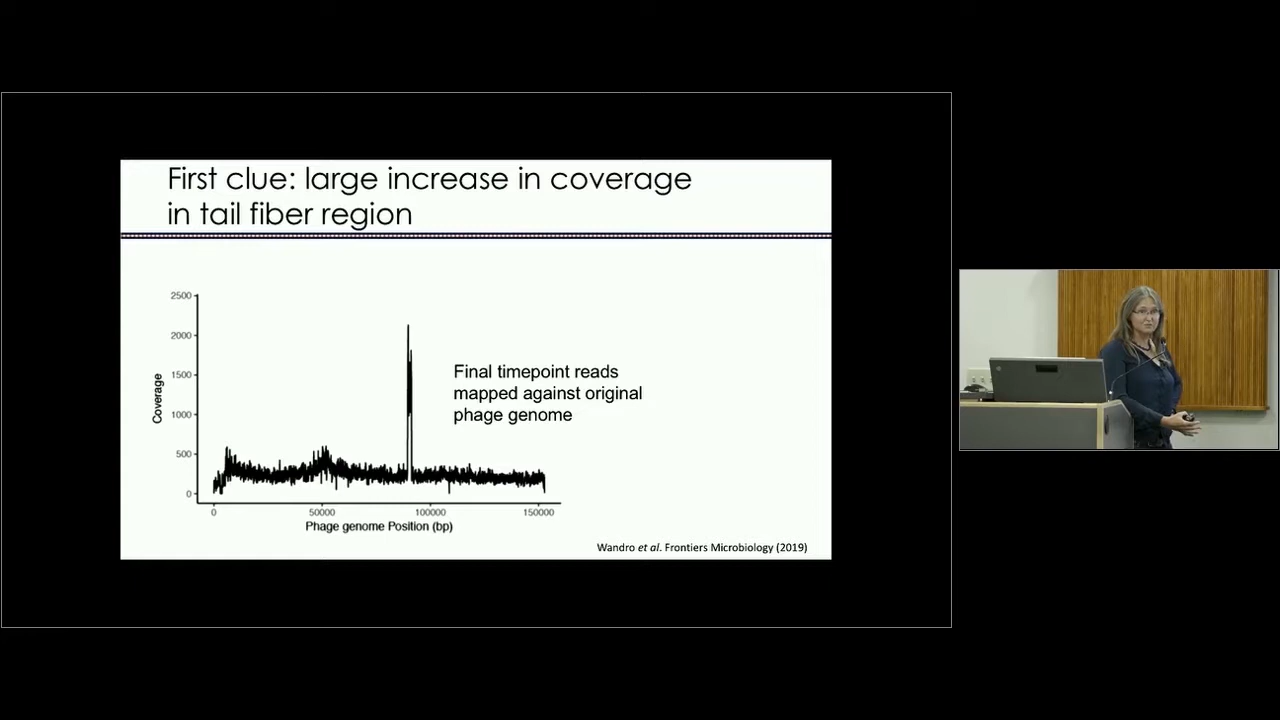 First clue: large increase in coverage
in tail fiber region
2500
2000
1500
1000
500
0
Coverage
Final timepoint reads
mapped against original
phage genome
0
50000
100000
150000
Phage genome Position (bp)
Wandro et al. Frontiers Microbiology (2019)